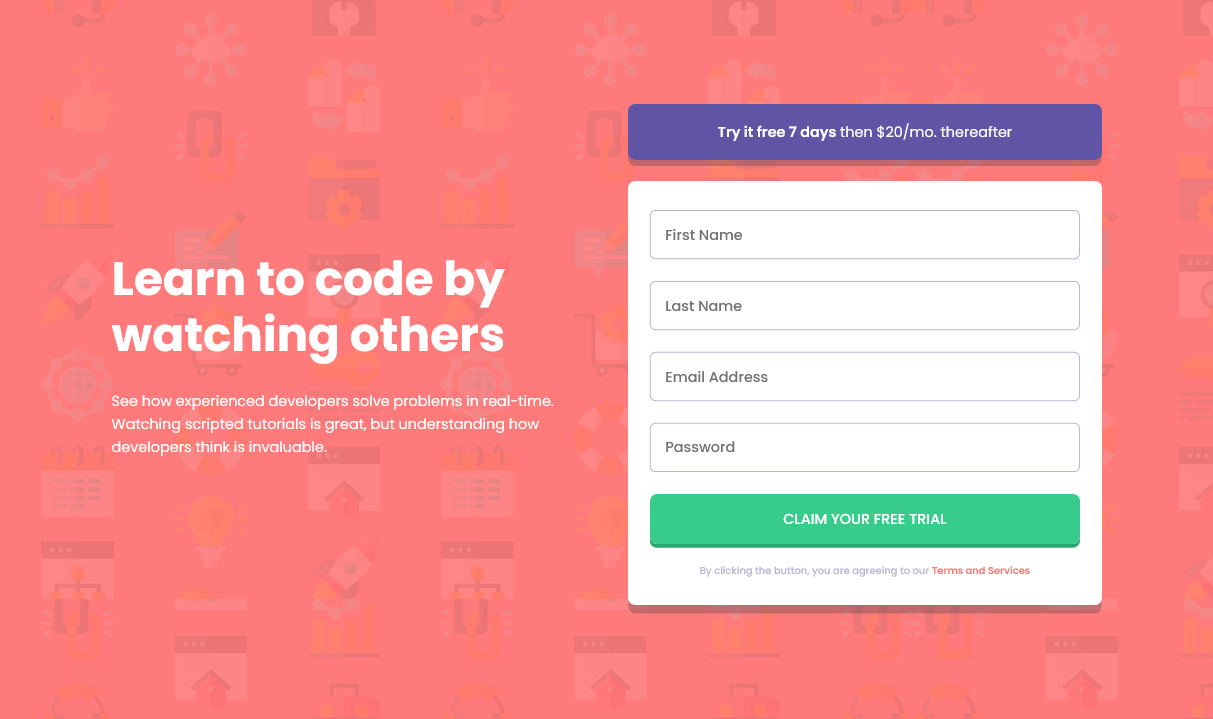 Learn to code by
watching others
See how experienced developers solve problems in real-time.
Watching scripted tutorials is great, but understanding how
developers think is invaluable.
Try it free 7 days then $20/mo. thereafter
First Name
Last Name
Email Address
Password
CLAIM YOUR FREE TRIAL
By clicking the button, you are agreeing to our Terms and Services